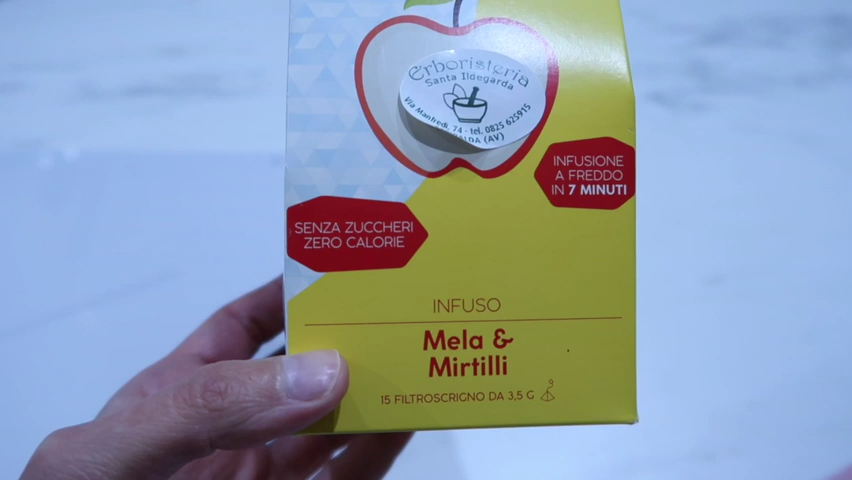 Erboristeria
Santa Ildegarda
Via Manfredi, 74 - tel. 0825 625915
(AV)
INFUSIONE
A FREDDO
IN 7 MINUTI
SENZA ZUCCHERI
ZERO CALORIE
INFUSO
Mela &
Mirtilli
15 FILTROSCRIGNO DA 3,5 G